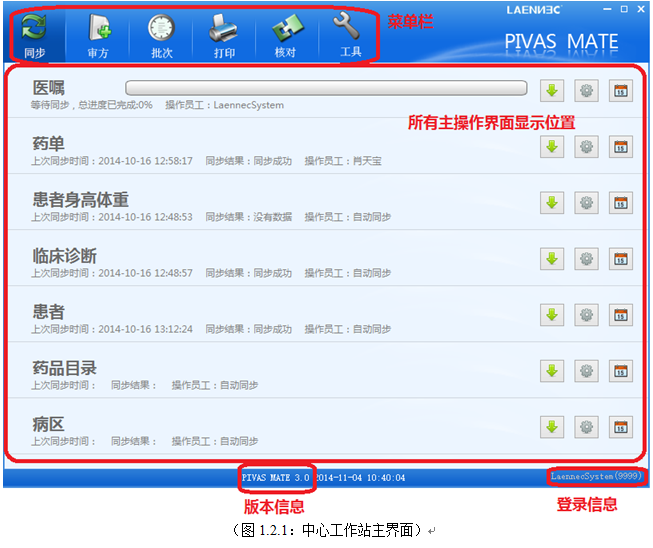 LAENNEC
PIVAS MATE
同步
审方
批次
打印
核对
工具
菜单栏
医嘱
等待同步，总进度已完成:0% 操作员工：LaennecSystem
所有主操作界面显示位置
药单
上次同步时间：2014-10-16 12:58:17 同步结果：同步成功 操作员工：肖天宝
患者身高体重
上次同步时间：2014-10-16 12:48:53 同步结果：没有数据 操作员工：自动同步
临床诊断
上次同步时间：2014-10-16 12:48:57 同步结果：同步成功 操作员工：自动同步
患者
上次同步时间：2014-10-16 13:12:24 同步结果：同步成功 操作员工：自动同步
药品目录
上次同步时间： 同步结果： 操作员工：自动同步
病区
上次同步时间： 同步结果： 操作员工：自动同步
15
15
15
15
15
15
15
PIVAS MATE 3.0 2014-11-04 10:40:04
LaennecSystem(9999)
版本信息
登录信息
（图 1.2.1：中心工作站主界面）